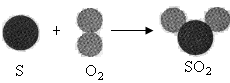 +
S O₂ SO₂